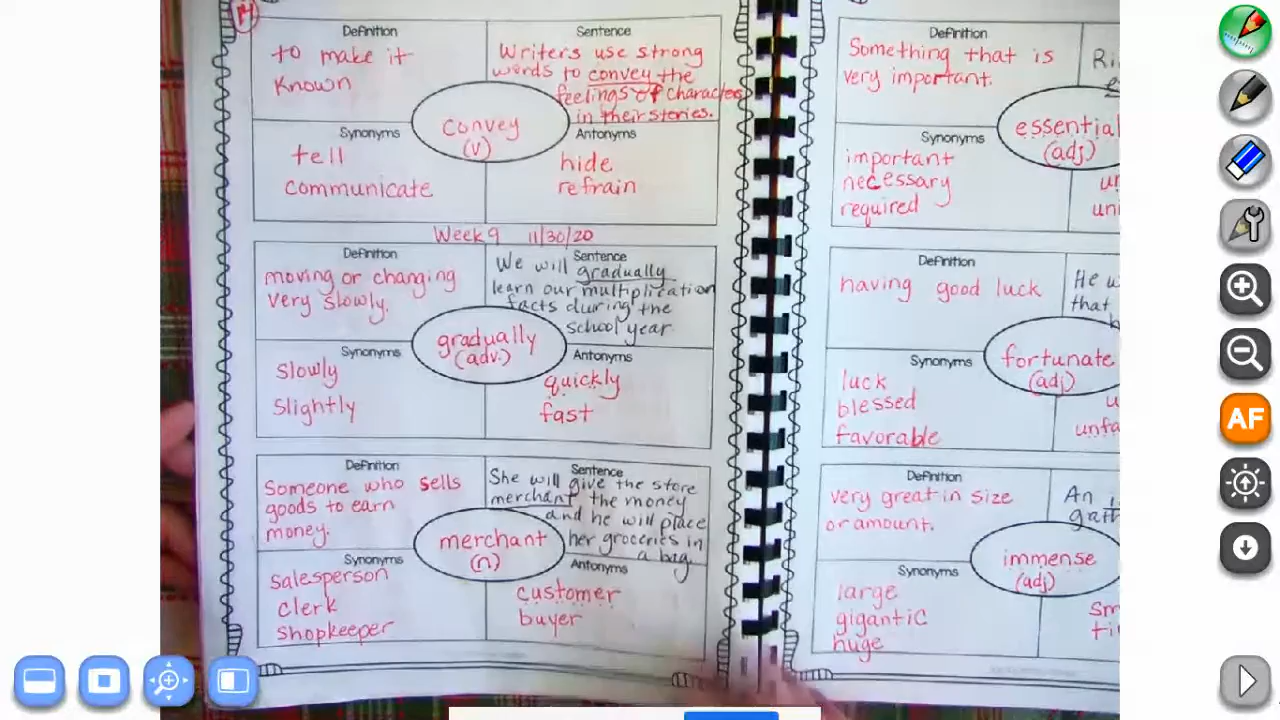 14
Definition
to make it
known
Sentence
Writers use strong
words to convey the
feelings of characters
in their stories.
convey
(v)
Synonyms
tell
communicate
Antonyms
hide
refrain
Week 9 11/30/20
Definition
moving or changing
very slowly.
Sentence
We will gradually
learn our multiplication
facts during the
school year
gradually
(adv.)
Synonyms
Slowly
Slightly
Antonyms
quickly
fast
Definition
Someone who sells
goods to earn
money.
Sentence
She will give the store
merchant the money
and he will place
her groceries in
a bag.
merchant
(n)
Synonyms
Salesperson
clerk
shopkeeper
Antonyms
customer
buyer
Definition
Something that is
very important.
essential
(adj)
Synonyms
important
necessary
required
Definition
having good luck
He
that
fortunate
(adj)
Synonyms
luck
blessed
favorable
Definition
very great in size
or amount.
An
immense
(adj)
Synonyms
large
gigantic
huge
AF